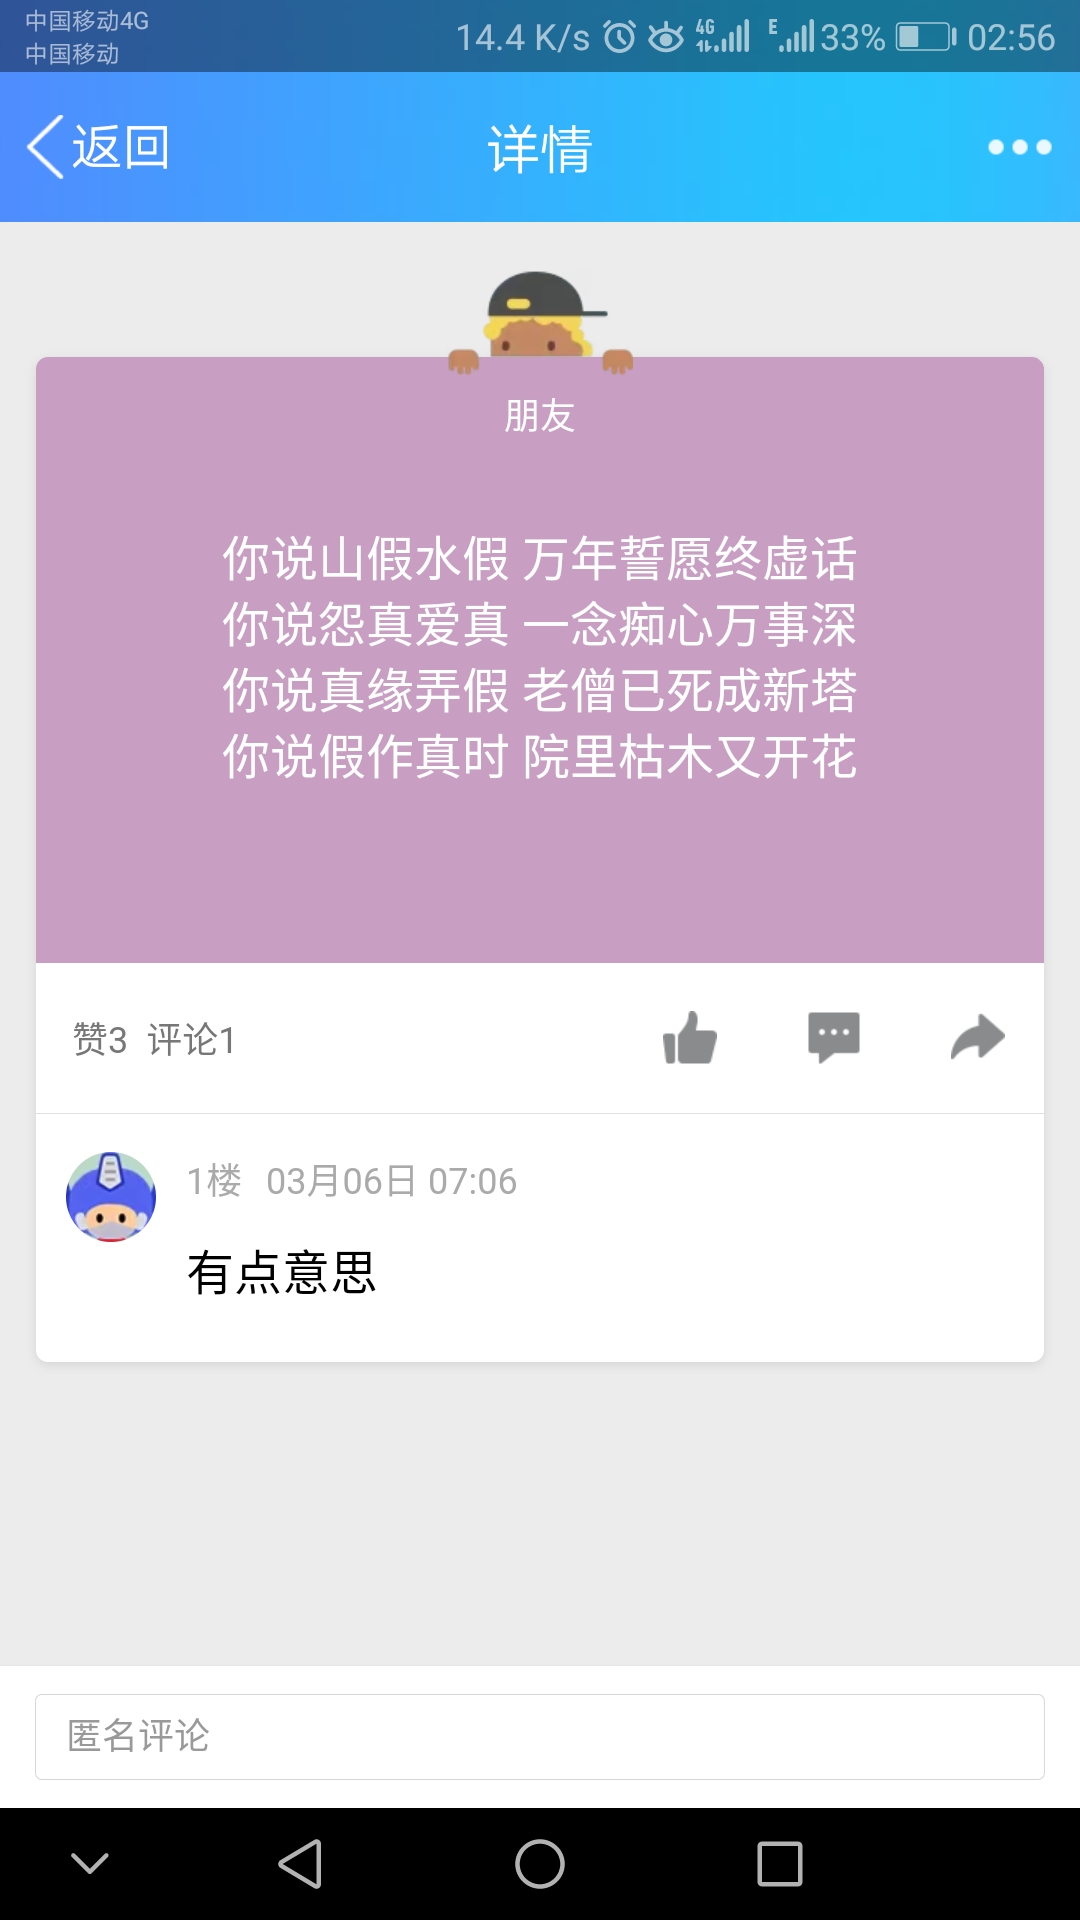 中国移动4G
中国移动
14.4 K/s 4G E 33% 02:56
返回 详情
朋友
你说山假水假 万年誓愿终虚话
你说怨真爱真 一念痴心万事深
你说真缘弄假 老僧已死成新塔
你说假作真时 院里枯木又开花
赞3 评论1
1楼 03月06日 07:06
有点意思
匿名评论